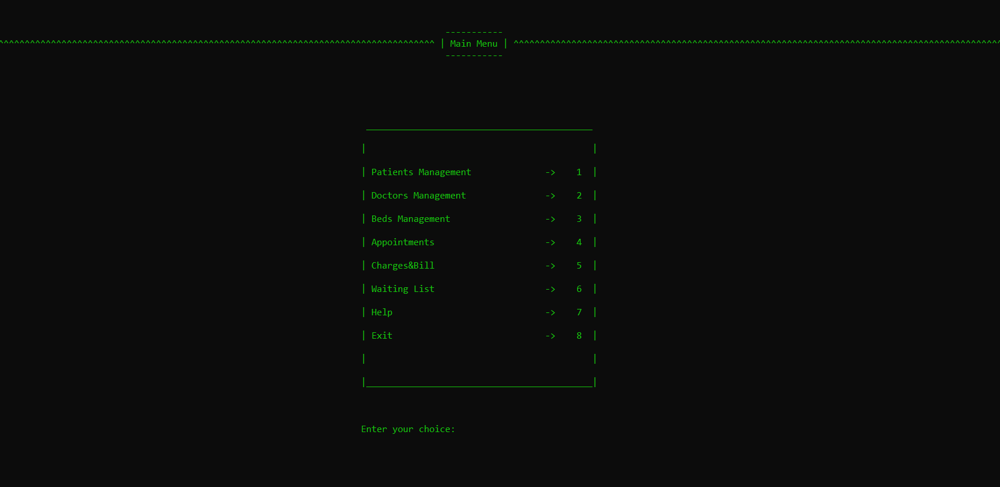 -----------
^^^^^^^^^^^^^^^^^^^^^^^^^^^^^^^^^^^^^^^^^^^^^^^^^^^^^^^^^^^^^^^^^^^^^^^^^^^^^^^^^^^ | Main Menu | ^^^^^^^^^^^^^^^^^^^^^^^^^^^^^^^^^^^^^^^^^^^^^^^^^^^^^^^^^^^^^^^^^^^^^^^^^^^^^^^^^^^^^^^^^^^^^
-----------
___________________________________________
|                                           |
| Patients Management              ->    1  |
| Doctors Management               ->    2  |
| Beds Management                  ->    3  |
| Appointments                     ->    4  |
| Charges&Bill                     ->    5  |
| Waiting List                     ->    6  |
| Help                             ->    7  |
| Exit                             ->    8  |
|                                           |
|___________________________________________|
Enter your choice: